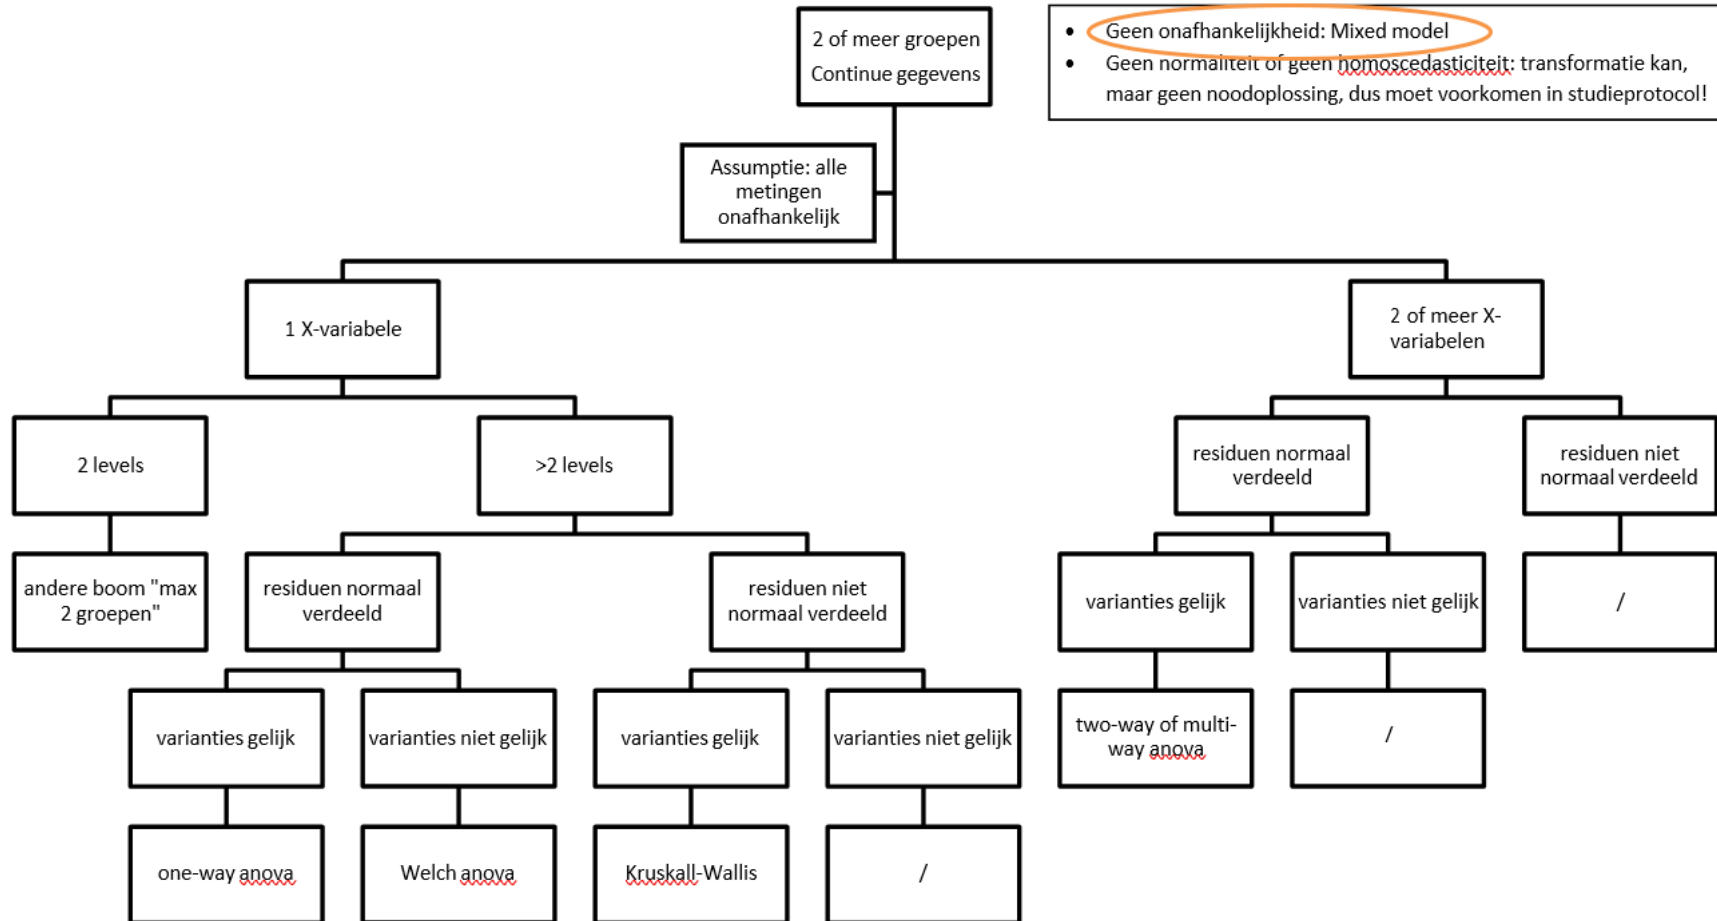 2 of meer groepen
Continue gegevens
• Geen onafhankelijkheid: Mixed model
• Geen normaliteit of geen homoscedasticiteit: transformatie kan,
maar geen noodoplossing, dus moet voorkomen in studieprotocol!
Assumptie: alle
metingen
onafhankelijk
1 X-variabele
2 of meer X-
variabelen
2 levels
>2 levels
residuen normaal
verdeeld
residuen niet
normaal verdeeld
andere boom "max
2 groepen"
residuen normaal
verdeeld
residuen niet
normaal verdeeld
varianties gelijk
varianties niet gelijk
/
varianties gelijk
varianties niet gelijk
varianties gelijk
varianties niet gelijk
two-way of multi-
way anova
/
one-way anova
Welch anova
Kruskall-Wallis
/